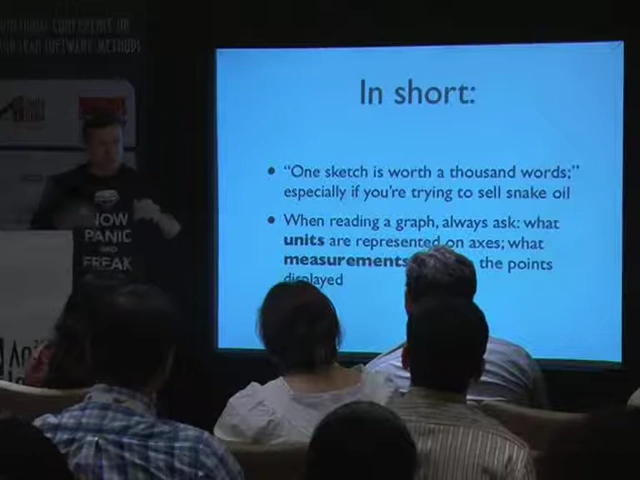 In short:
• "One sketch is worth a thousand words;"
especially if you're trying to sell snake oil
• When reading a graph, always ask: what
units are represented on axes; what
measurements the points
displayed
NOW
PANIC
AND
FREAK